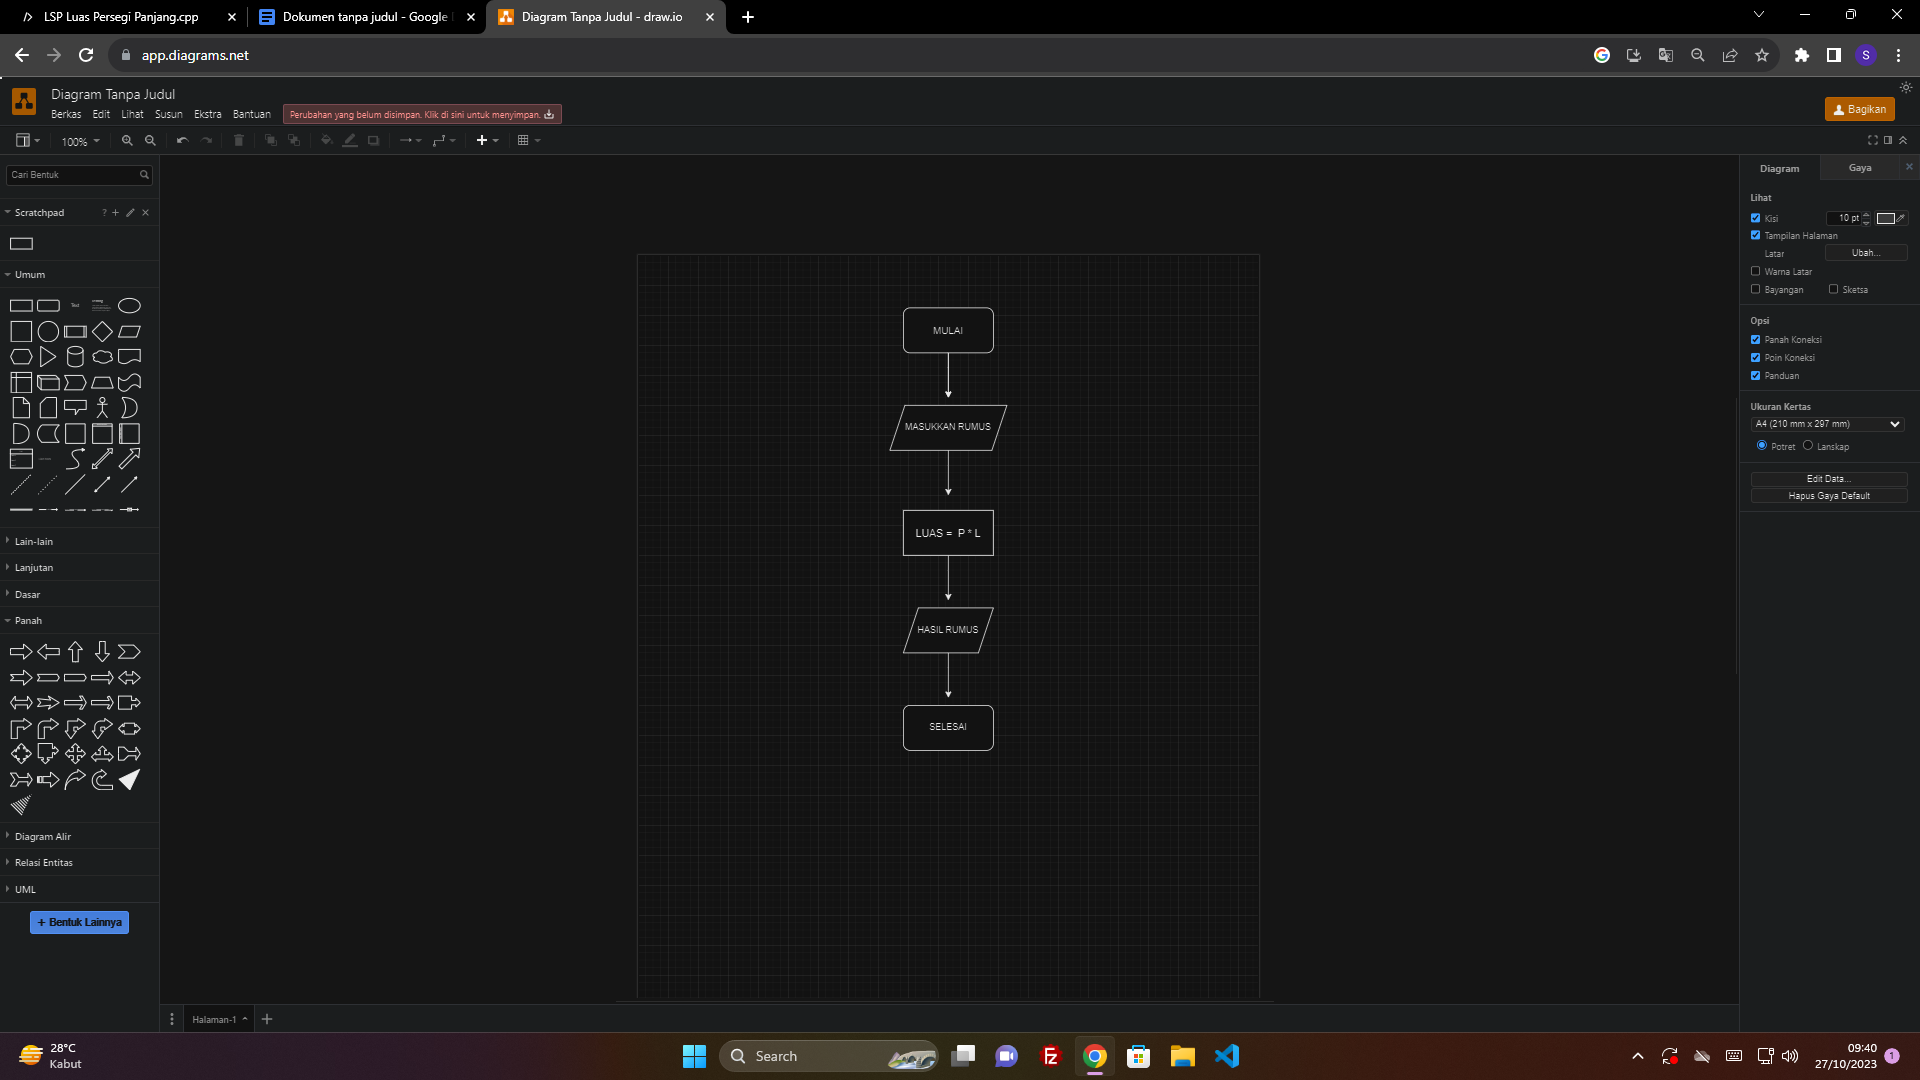 LSP Luas Persegi Panjang.cpp
Dokumen tanpa judul - Google
Diagram Tanpa Judul - draw.io
app.diagrams.net
S
Diagram Tanpa Judul
Berkas Edit Lihat Susun Ekstra Bantuan
Perubahan yang belum disimpan. Klik di sini untuk menyimpan.
Bagikan
100%
Cari Bentuk
Scratchpad
?
Umum
Text
Lain-lain
Lanjutan
Dasar
Panah
Diagram Alir
Relasi Entitas
UML
+ Bentuk Lainnya
MULAI
MASUKKAN RUMUS
LUAS = P * L
HASIL RUMUS
SELESAI
Diagram
Gaya
Lihat
Kisi
10 pt
Tampilan Halaman
Latar
Ubah...
Warna Latar
Bayangan
Sketsa
Opsi
Panah Koneksi
Poin Koneksi
Panduan
Ukuran Kertas
A4 (210 mm x 297 mm)
Potret
Lanskap
Edit Data...
Hapus Gaya Default
Halaman-1
28°C
Kabut
Search
09:40
27/10/2023
1